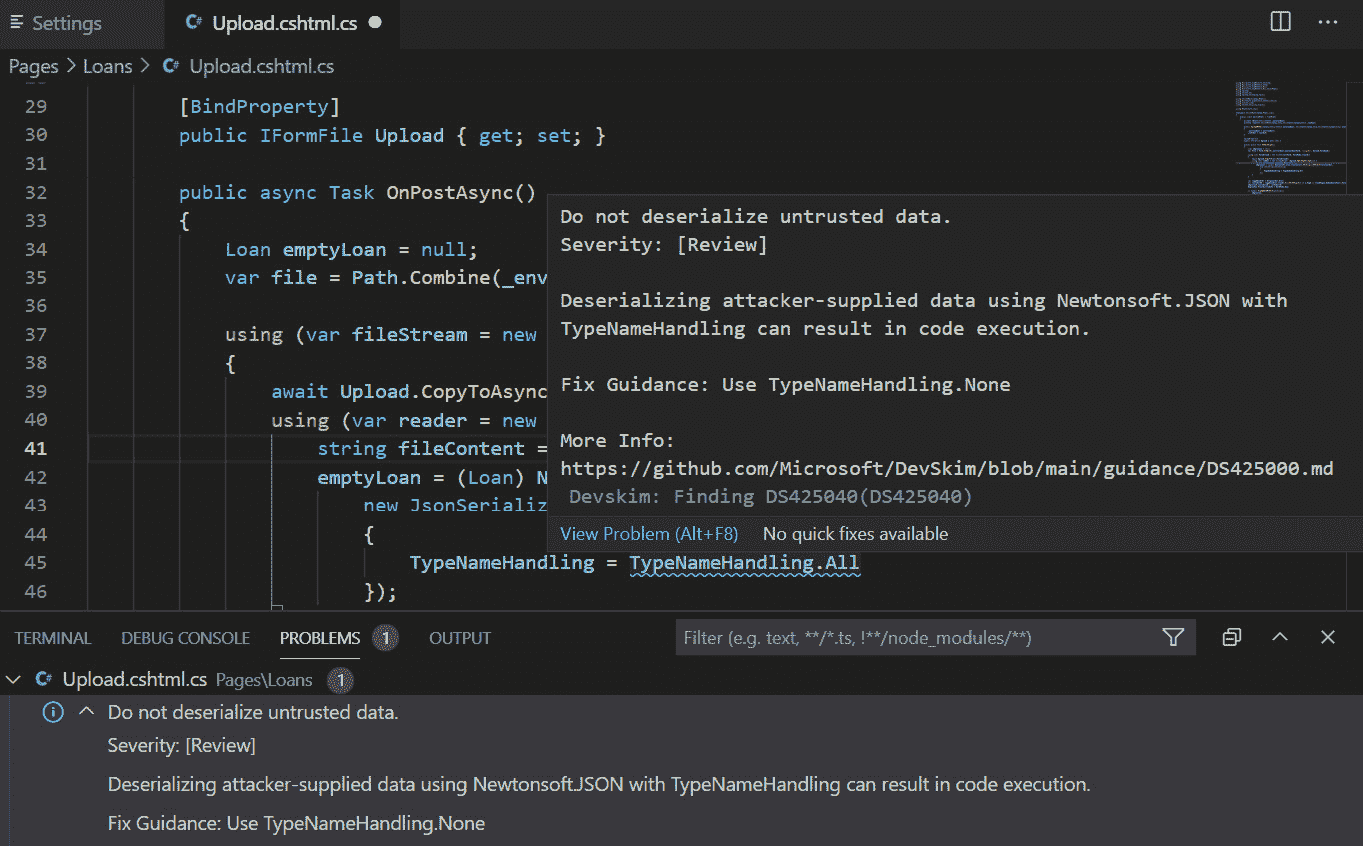 Settings
C# Upload.cshtml.cs
Pages > Loans > C# Upload.cshtml.cs
29 [BindProperty]
30 public IFormFile Upload { get; set; }
31
32 public async Task OnPostAsync()
33 {
34 Loan emptyLoan = null;
35 var file = Path.Combine(_env
36
37 using (var fileStream = new
38 {
39 await Upload.CopyToAsync
40 using (var reader = new
41 string fileContent =
42 emptyLoan = (Loan) N
43 new JsonSerializ
44 {
45 TypeNameHandling = TypeNameHandling.All
46 });
Do not deserialize untrusted data.
Severity: [Review]
Deserializing attacker-supplied data using Newtonsoft.JSON with
TypeNameHandling can result in code execution.
Fix Guidance: Use TypeNameHandling.None
More Info:
https://github.com/Microsoft/DevSkim/blob/main/guidance/DS425000.md
Devskim: Finding DS425040(DS425040)
View Problem (Alt+F8) No quick fixes available
TERMINAL DEBUG CONSOLE PROBLEMS 1 OUTPUT Filter (e.g. text, **/*.ts, !**/node_modules/**)
C# Upload.cshtml.cs Pages\Loans 1
Do not deserialize untrusted data.
Severity: [Review]
Deserializing attacker-supplied data using Newtonsoft.JSON with TypeNameHandling can result in code execution.
Fix Guidance: Use TypeNameHandling.None